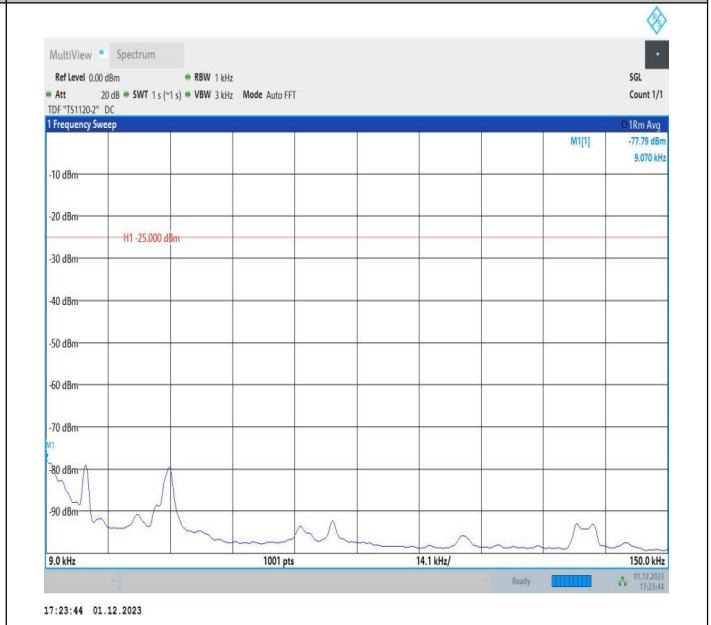 MultiView Spectrum
Ref Level 0.00 dBm RBW 1 kHz SGL
Att 20 dB SWT 1 s (~1 s) VBW 3 kHz Mode Auto FFT Count 1/1
TDF "TS1120-2" DC
1 Frequency Sweep 1Rm Avg
M1[1] -77.79 dBm
9.070 kHz
-10 dBm
-20 dBm
H1 -25.000 dBm
-30 dBm
-40 dBm
-50 dBm
-60 dBm
-70 dBm
M1
-80 dBm
-90 dBm
9.0 kHz 1001 pts 14.1 kHz/ 150.0 kHz
Ready 01.12.2023
17:23:44
17:23:44 01.12.2023